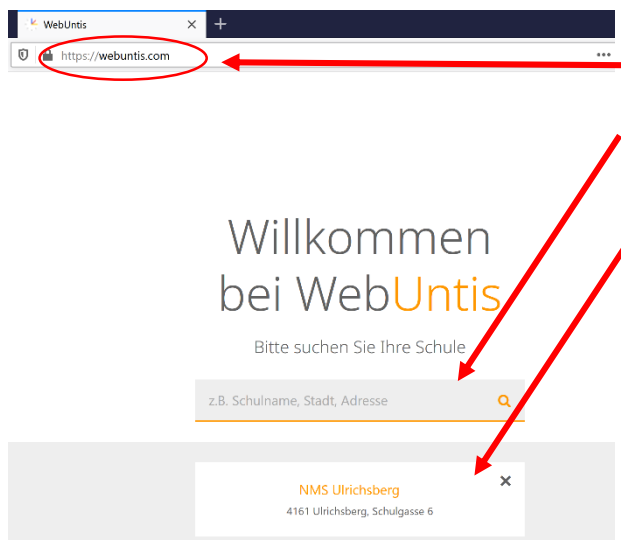 WebUntis
https://webuntis.com
Willkommen
bei WebUntis
Bitte suchen Sie Ihre Schule
z.B. Schulname, Stadt, Adresse
NMS Ulrichsberg
4161 Ulrichsberg, Schulgasse 6